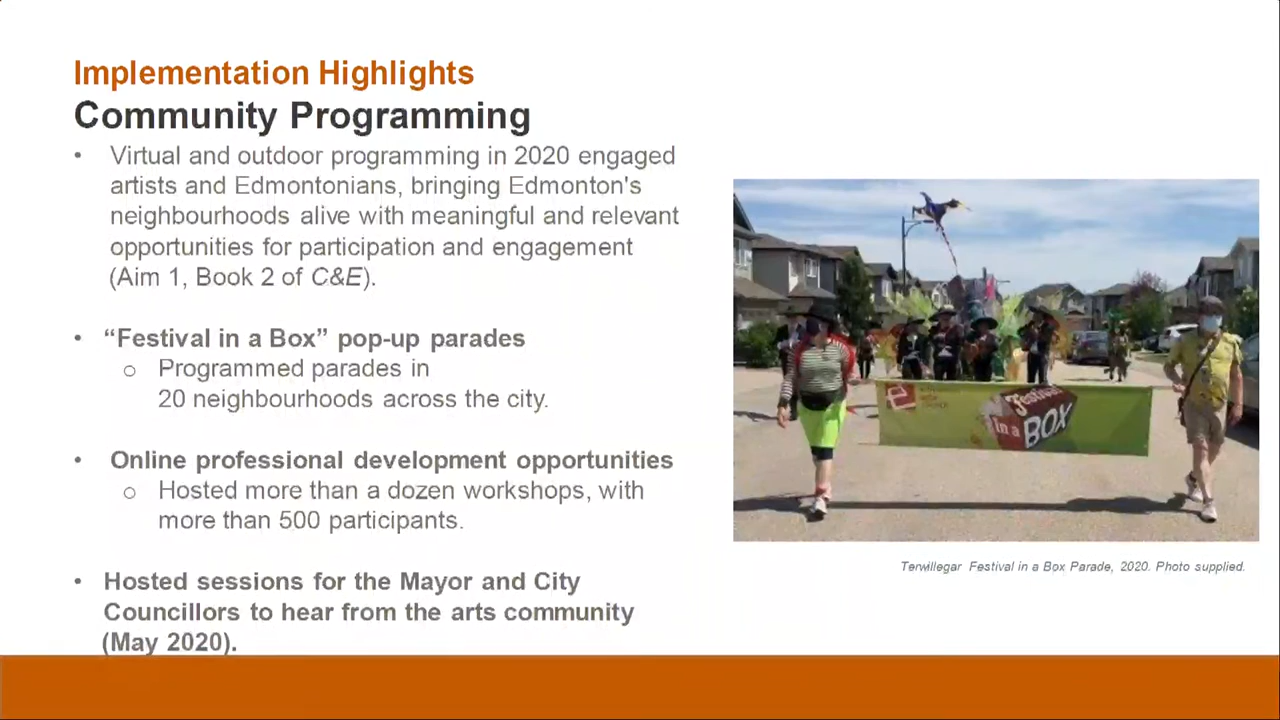 Implementation Highlights
Community Programming
• Virtual and outdoor programming in 2020 engaged
artists and Edmontonians, bringing Edmonton's
neighbourhoods alive with meaningful and relevant
opportunities for participation and engagement
(Aim 1, Book 2 of C&E).
• “Festival in a Box” pop-up parades
○ Programmed parades in
20 neighbourhoods across the city.
• Online professional development opportunities
○ Hosted more than a dozen workshops, with
more than 500 participants.
• Hosted sessions for the Mayor and City
Councillors to hear from the arts community
(May 2020).
Festival
in a BOX
Terwillegar Festival in a Box Parade, 2020. Photo supplied.